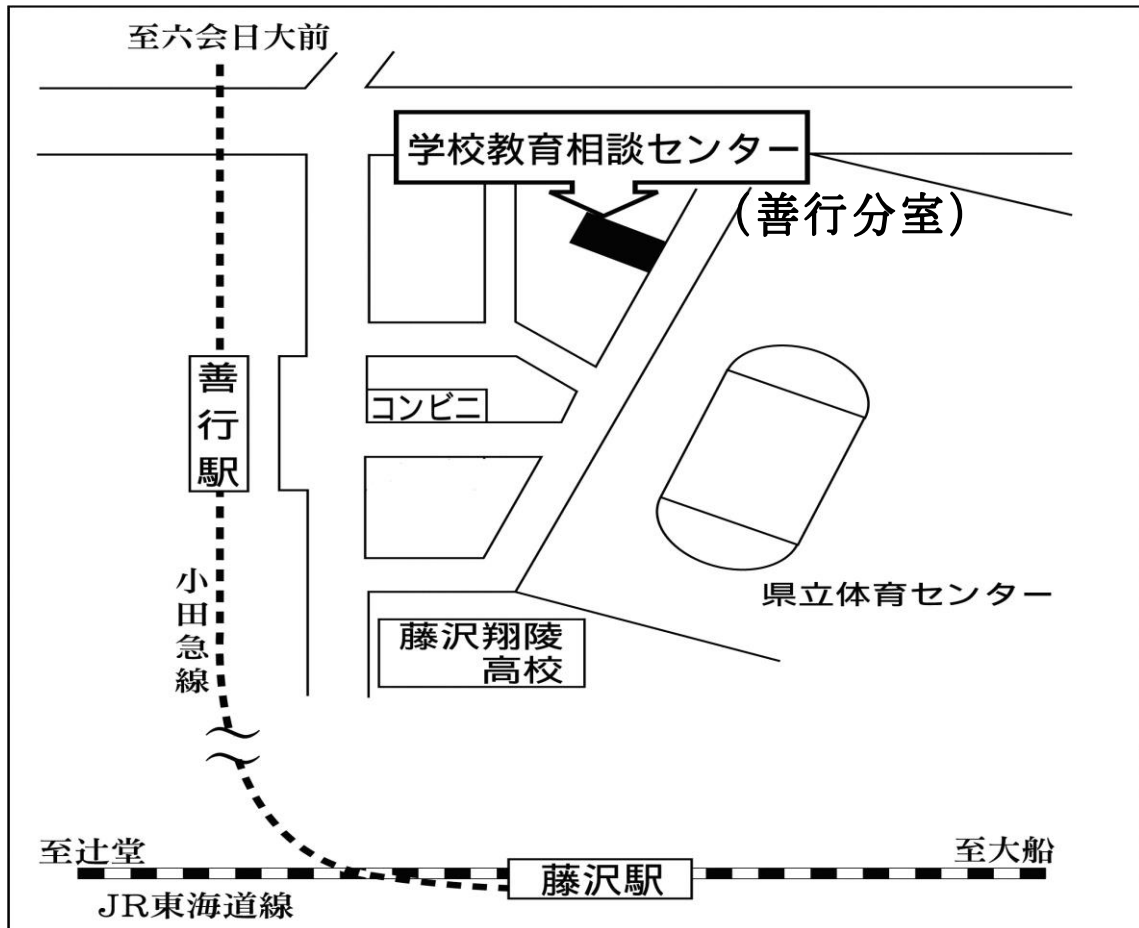 至六会日大前
学校教育相談センター
(善行分室)
善行駅
コンビニ
小田急線
県立体育センター
藤沢翔陵
高校
至辻堂
至大船
藤沢駅
JR東海道線